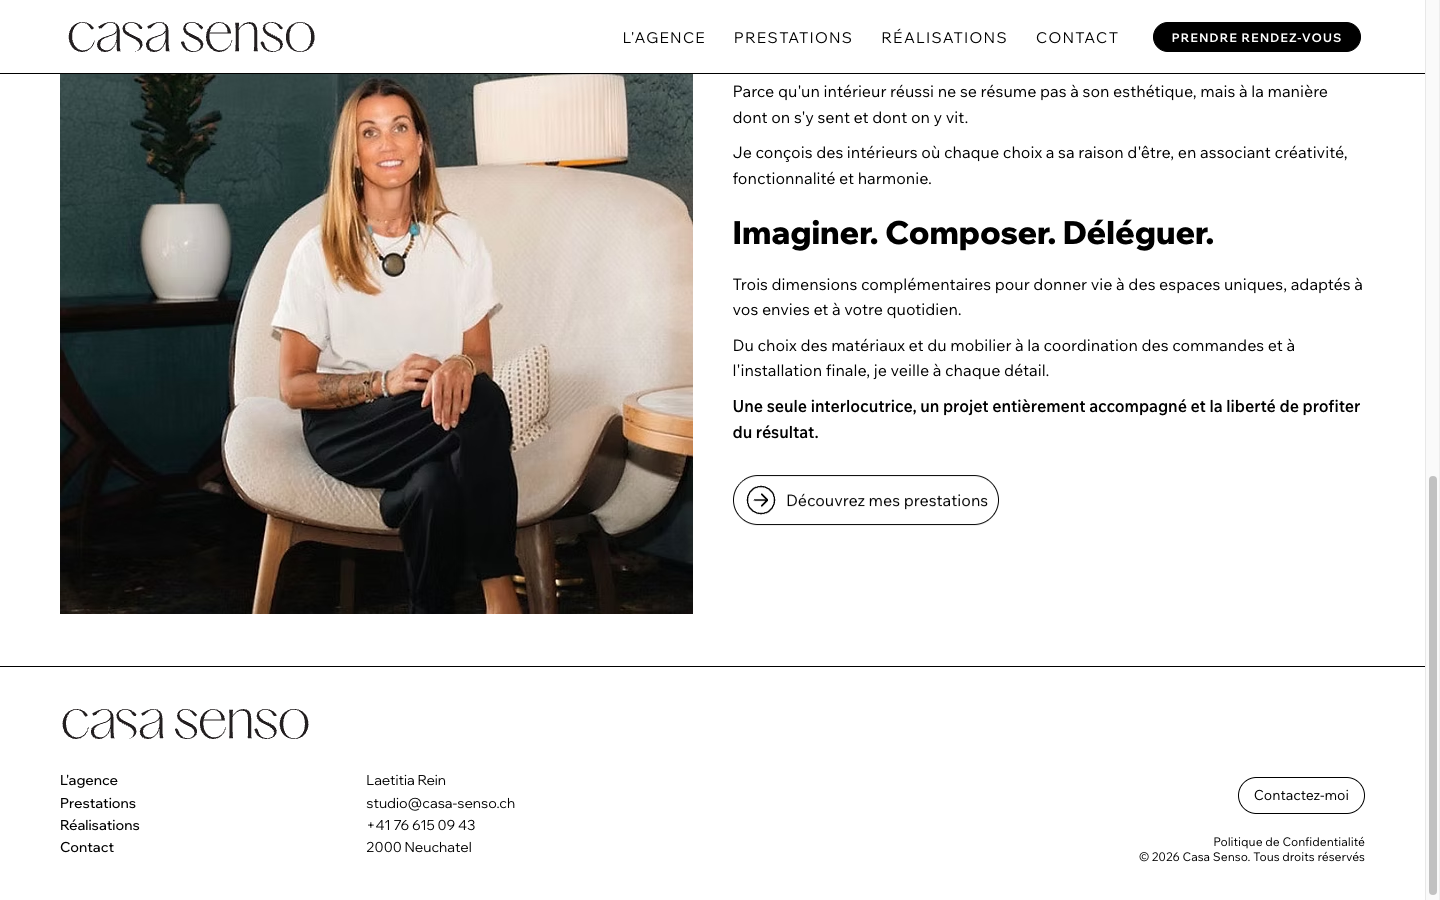 casa senso
L'AGENCE
PRESTATIONS
RÉALISATIONS
CONTACT
PRENDRE RENDEZ-VOUS
Parce qu'un intérieur réussi ne se résume pas à son esthétique, mais à la manière
dont on s'y sent et dont on y vit.
Je conçois des intérieurs où chaque choix a sa raison d'être, en associant créativité,
fonctionnalité et harmonie.
Imaginer. Composer. Déléguer.
Trois dimensions complémentaires pour donner vie à des espaces uniques, adaptés à
vos envies et à votre quotidien.
Du choix des matériaux et du mobilier à la coordination des commandes et à
l'installation finale, je veille à chaque détail.
Une seule interlocutrice, un projet entièrement accompagné et la liberté de profiter
du résultat.
Découvrez mes prestations
casa senso
L'agence
Prestations
Réalisations
Contact
Laetitia Rein
studio@casa-senso.ch
+41 76 615 09 43
2000 Neuchatel
Contactez-moi
Politique de Confidentialité
© 2026 Casa Senso. Tous droits réservés